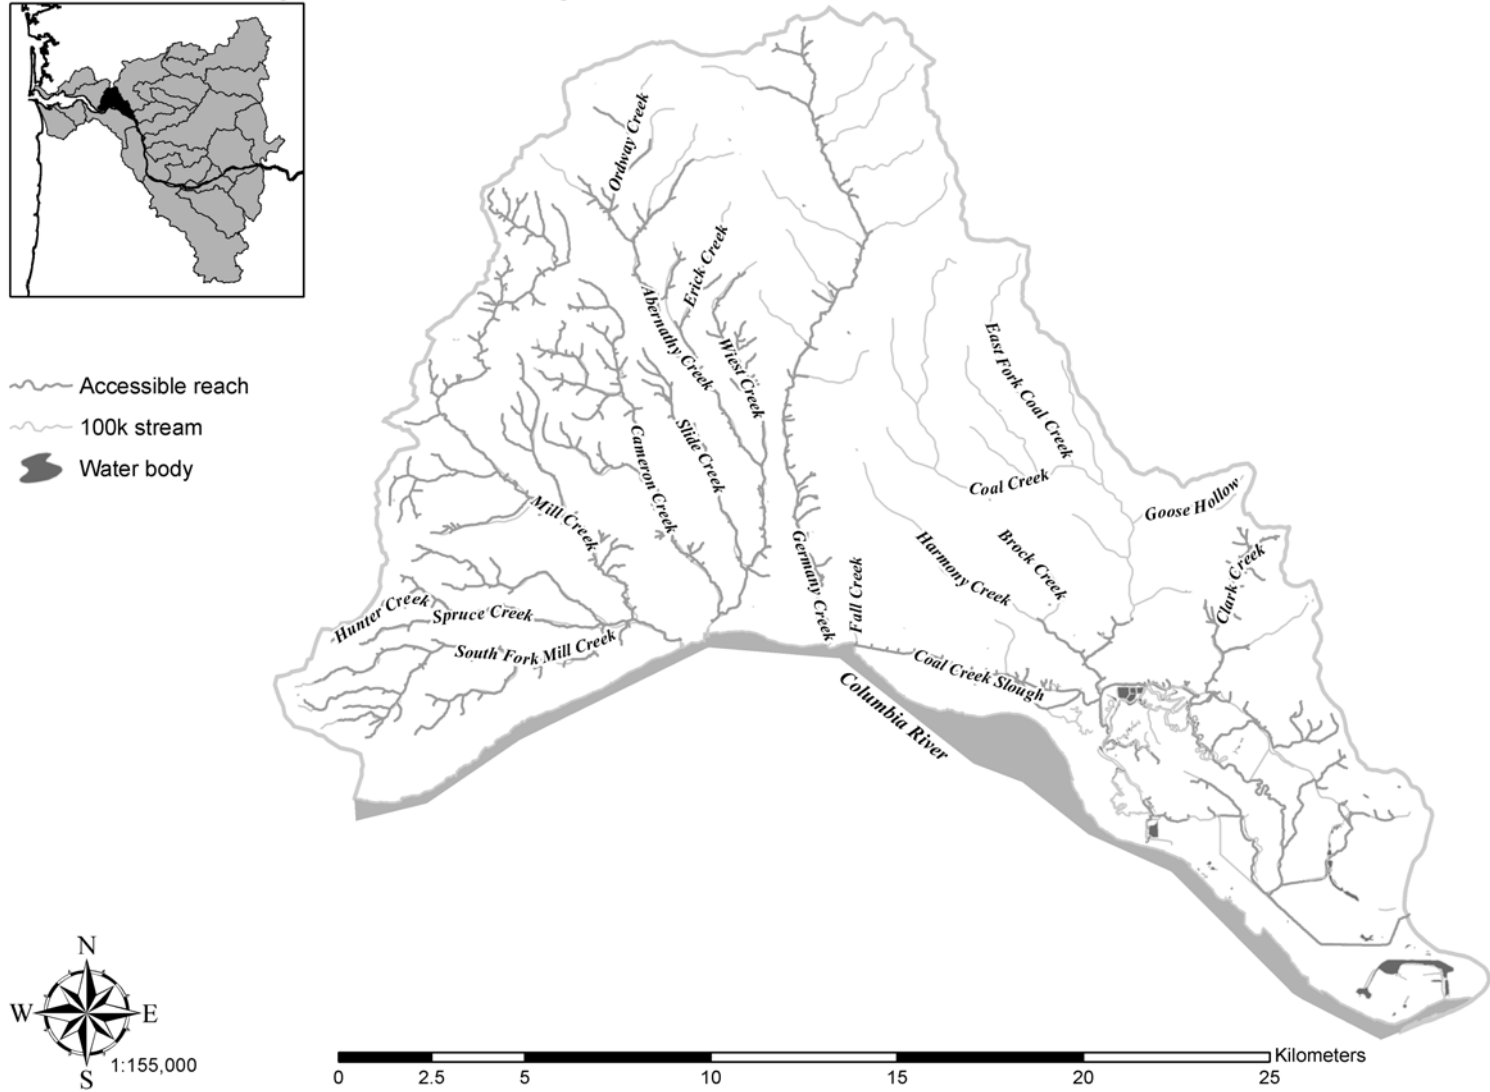 Accessible reach
100k stream
Water body
Ordway Creek
Erick Creek
Abernathy Creek
Wiest Creek
East Fork Coal Creek
Slide Creek
Cameron Creek
Coal Creek
Goose Hollow
Mill Creek
Germany Creek
Harmony Creek
Brock Creek
Clark Creek
Fall Creek
Hunter Creek
Spruce Creek
South Fork Mill Creek
Coal Creek Slough
Columbia River
N
W
E
S
1:155,000
Kilometers
0 2.5 5 10 15 20 25